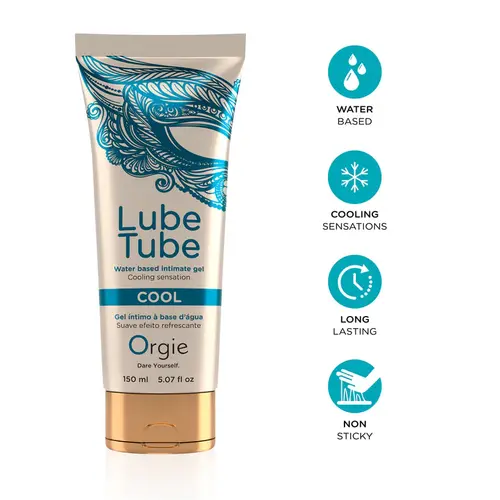 Lube
Tube
Water based intimate gel
Cooling sensation
COOL
Gel íntimo à base d'água
Suave efeito refrescante
Orgie
Dare Yourself.
150 ml 5.07 fl oz
WATER
BASED
COOLING
SENSATIONS
LONG
LASTING
NON
STICKY